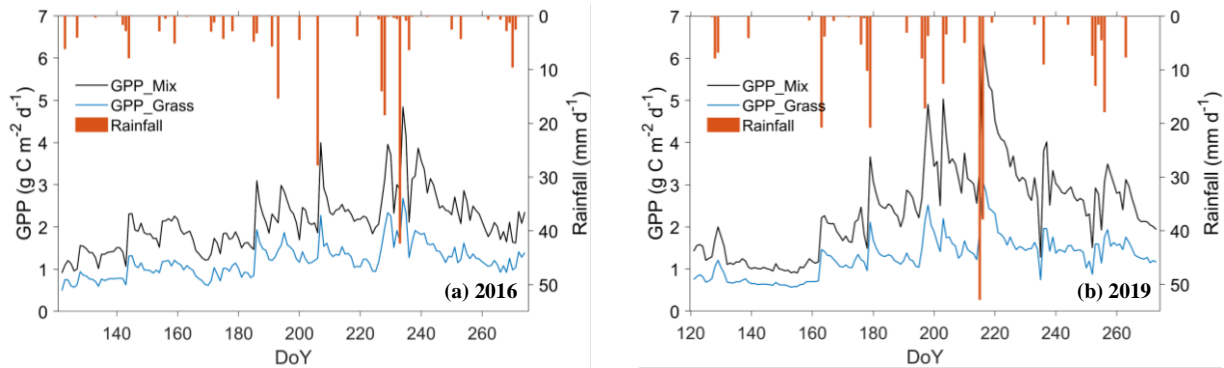 7
6
5
4
3
2
1
0
GPP (g C m⁻² d⁻¹)
GPP_Mix
GPP_Grass
Rainfall
0
10
20
30
40
50
Rainfall (mm d⁻¹)
(a) 2016
140 160 180 200 220 240 260
DoY
7
6
5
4
3
2
1
0
GPP (g C m⁻² d⁻¹)
GPP_Mix
GPP_Grass
Rainfall
0
10
20
30
40
50
Rainfall (mm d⁻¹)
(b) 2019
120 140 160 180 200 220 240 260
DoY